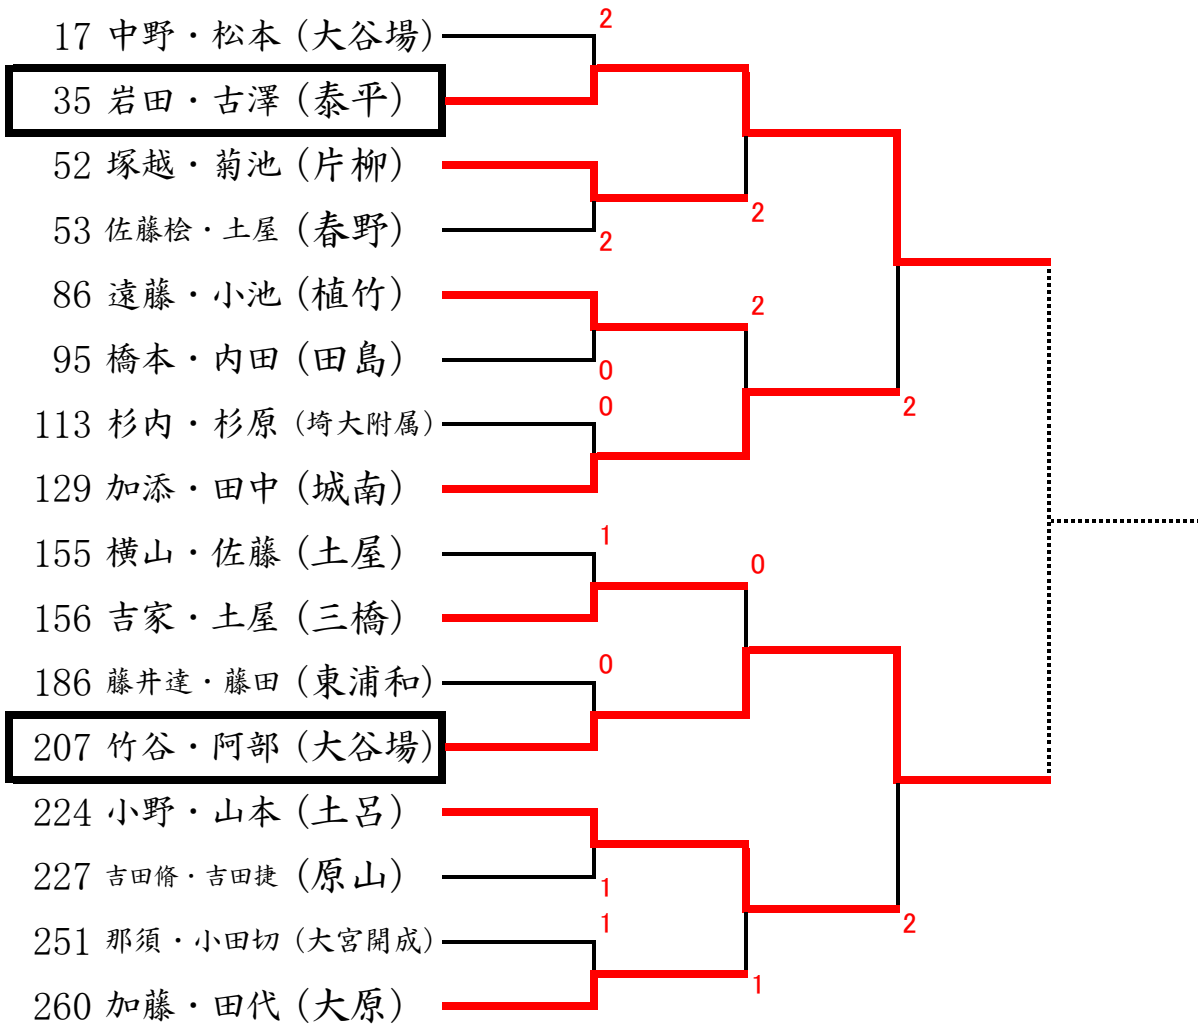 17 中野・松本 (大谷場)
2
35 岩田・古澤 (泰平)
52 塚越・菊池 (片柳)
2
53 佐藤桧・土屋 (春野)
2
86 遠藤・小池 (植竹)
2
95 橋本・内田 (田島)
0
113 杉内・杉原 (埼大附属)
0
2
129 加添・田中 (城南)
155 横山・佐藤 (土屋)
1
0
156 吉家・土屋 (三橋)
186 藤井達・藤田 (東浦和)
0
207 竹谷・阿部 (大谷場)
224 小野・山本 (土呂)
227 吉田脩・吉田捷 (原山)
1
251 那須・小田切 (大宮開成)
1
2
260 加藤・田代 (大原)
1